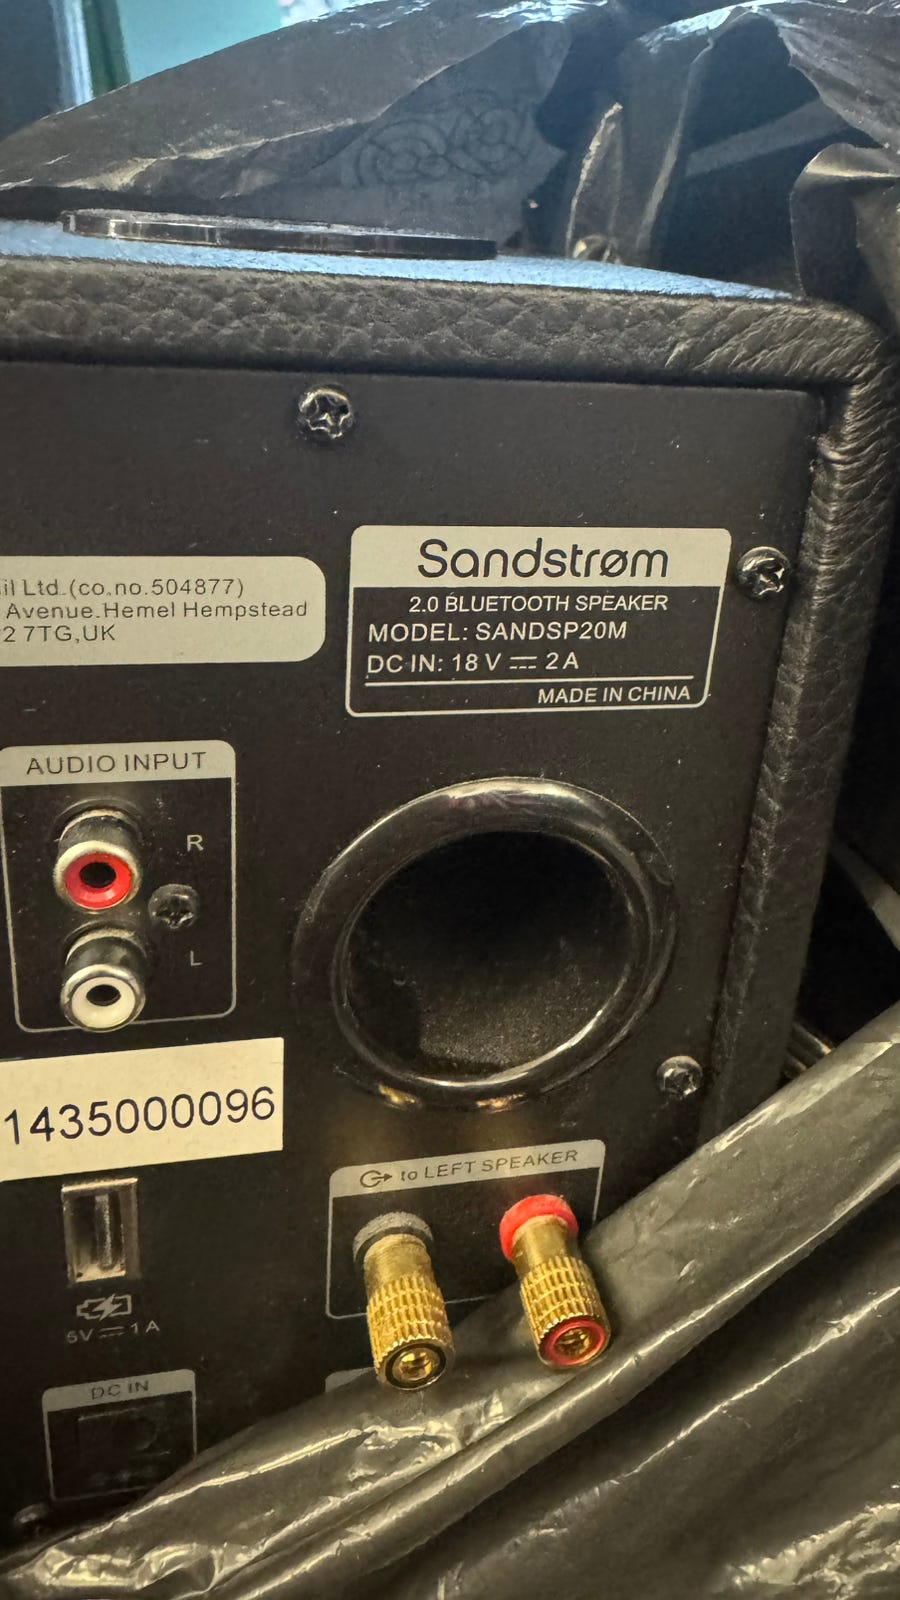 Sandstrøm
2.0 BLUETOOTH SPEAKER
MODEL: SANDSP20M
DC IN: 18 V ⎓ 2 A
MADE IN CHINA
il Ltd.(co.no.504877)
Avenue.Hemel Hempstead
2 7TG,UK
AUDIO INPUT
R
L
1435000096
to LEFT SPEAKER
5V ⎓ 1 A
DC IN